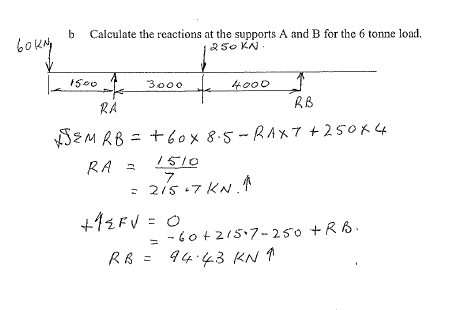 b Calculate the reactions at the supports A and B for the 6 tonne load.
60KN
250KN.
1500 3000 4000
RA RB
ΣM RB = +60 x 8.5 - RA x 7 + 250 x 4
RA = 1510
7
= 215.7 KN. ↑
+↑ΣFV = 0
= -60 + 215.7 - 250 + RB.
RB = 94.43 KN ↑